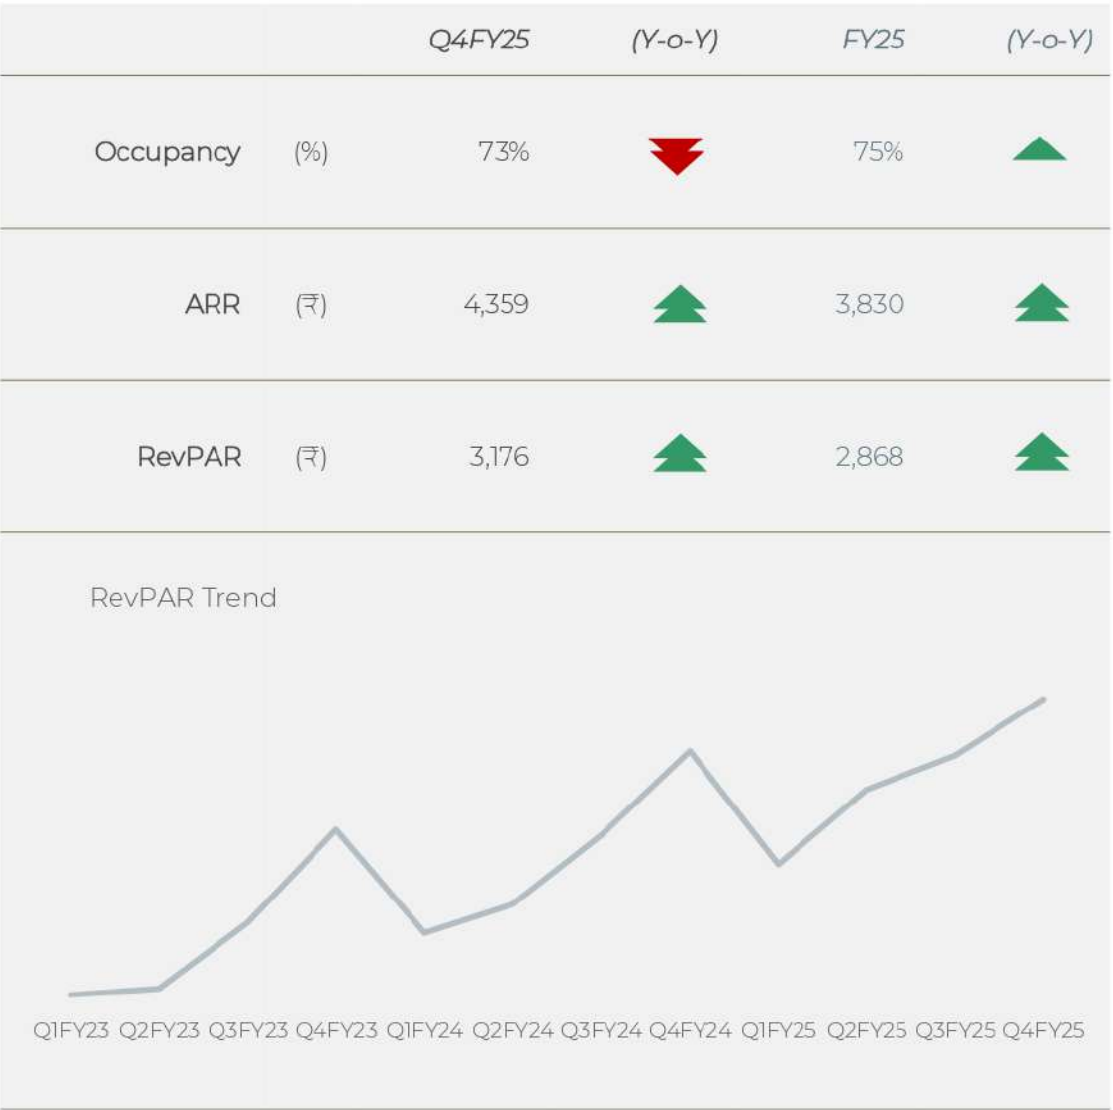 Q4FY25 (Y-o-Y) FY25 (Y-o-Y)
Occupancy (%) 73% 75%
ARR (₹) 4,359 3,830
RevPAR (₹) 3,176 2,868
RevPAR Trend
Q1FY23 Q2FY23 Q3FY23 Q4FY23 Q1FY24 Q2FY24 Q3FY24 Q4FY24 Q1FY25 Q2FY25 Q3FY25 Q4FY25